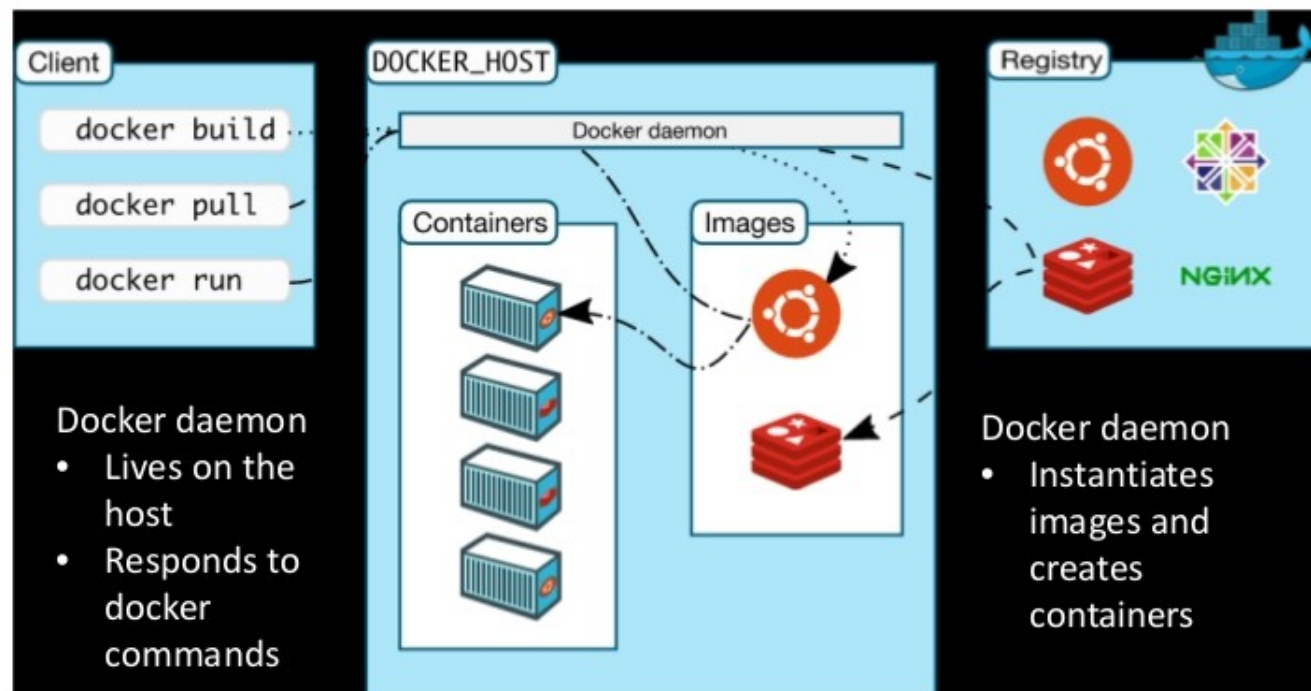 Client
docker build
docker pull
docker run
DOCKER_HOST
Docker daemon
Containers
Images
Registry
NGiNX
Docker daemon
• Lives on the
host
• Responds to
docker
commands
Docker daemon
• Instantiates
images and
creates
containers